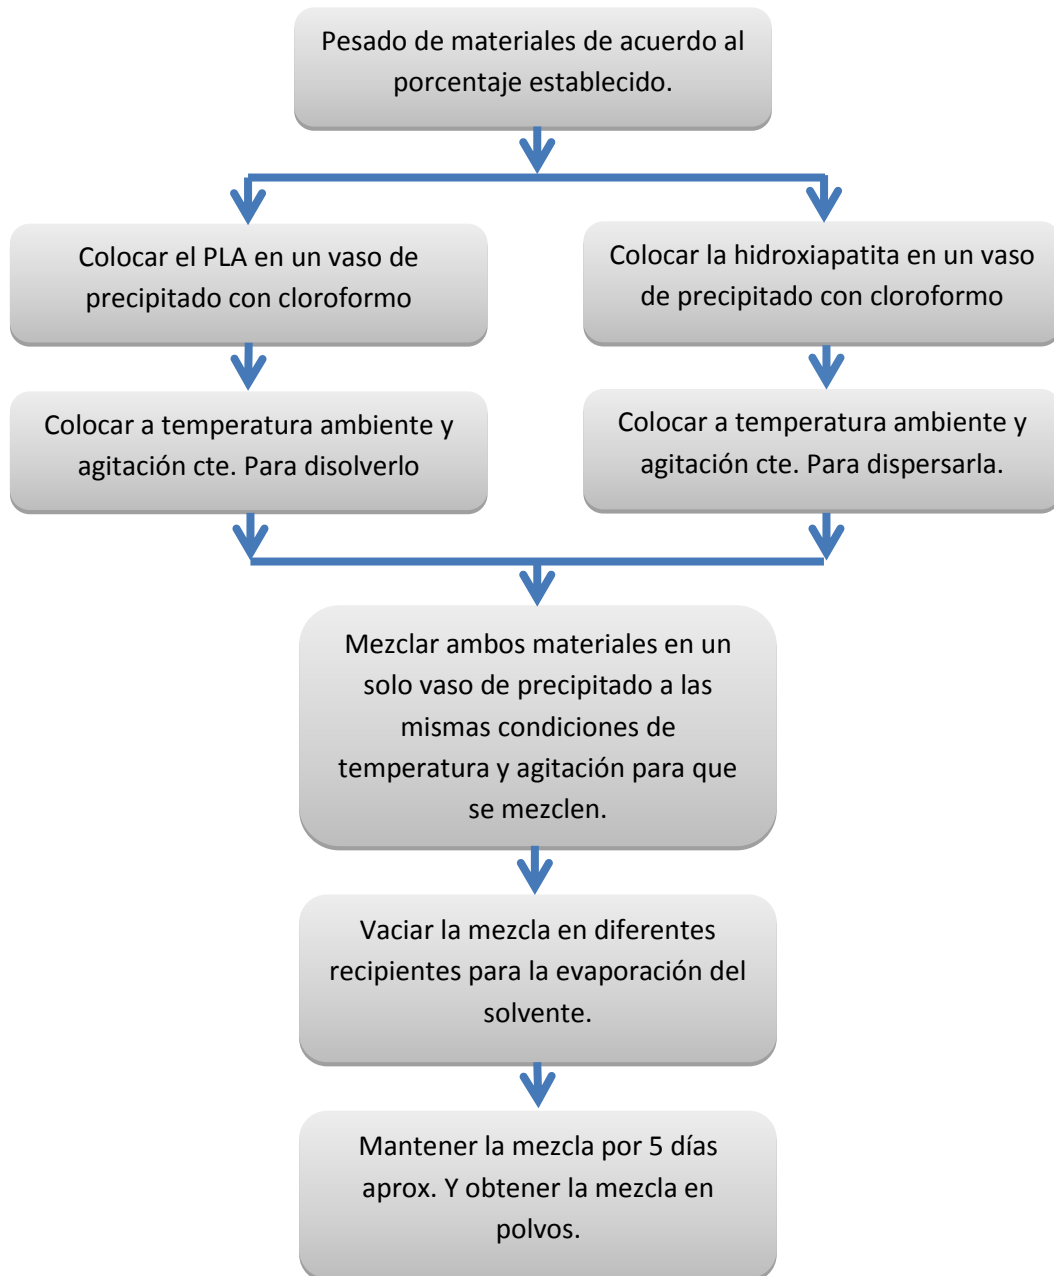 Pesado de materiales de acuerdo al
porcentaje establecido.
Colocar el PLA en un vaso de
precipitado con cloroformo
Colocar la hidroxiapatita en un vaso
de precipitado con cloroformo
Colocar a temperatura ambiente y
agitación cte. Para disolverlo
Colocar a temperatura ambiente y
agitación cte. Para dispersarla.
Mezclar ambos materiales en un
solo vaso de precipitado a las
mismas condiciones de
temperatura y agitación para que
se mezclen.
Vaciar la mezcla en diferentes
recipientes para la evaporación del
solvente.
Mantener la mezcla por 5 días
aprox. Y obtener la mezcla en
polvos.